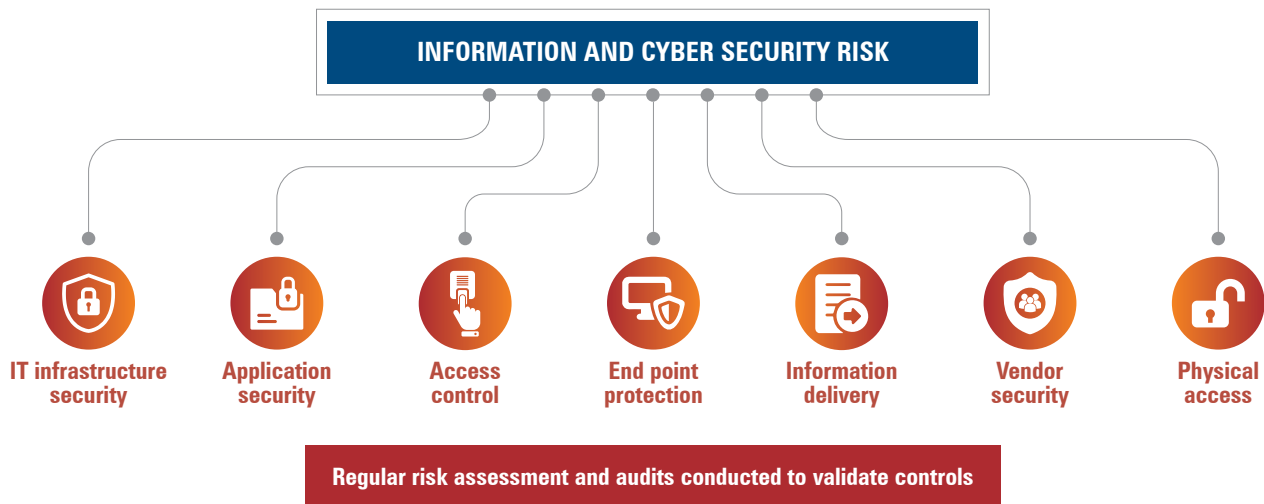 INFORMATION AND CYBER SECURITY RISK
IT infrastructure
security
Application
security
Access
control
End point
protection
Information
delivery
Vendor
security
Physical
access
Regular risk assessment and audits conducted to validate controls